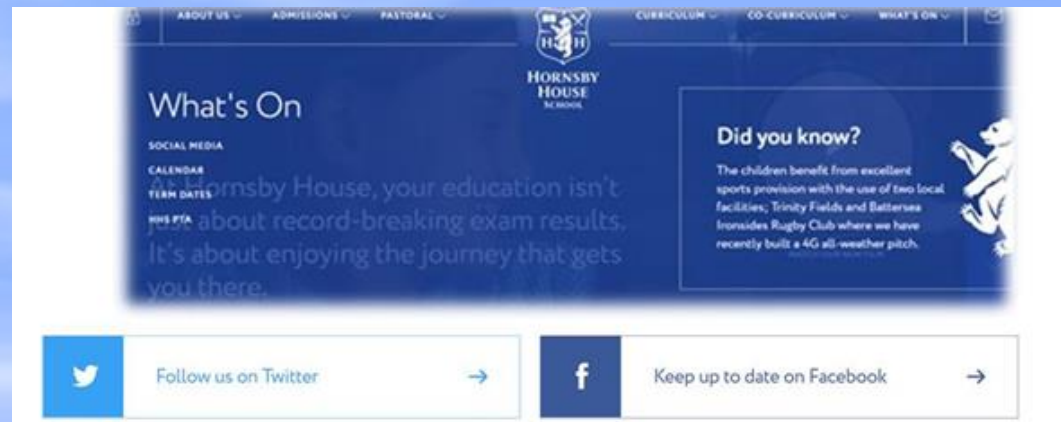 ABOUT US
ADMISSIONS
PASTORAL
CURRICULUM
CO-CURRICULUM
WHAT'S ON
H H
HORNSBY
HOUSE
SCHOOL
What's On
SOCIAL MEDIA
CALENDAR
TERM DATES
HHS PTA
At Hornsby House, your education isn't
just about record-breaking exam results.
It's about enjoying the journey that gets
you there.
Did you know?
The children benefit from excellent
sports provision with the use of two local
facilities; Trinity Fields and Battersea
Ironsides Rugby Club where we have
recently built a 4G all-weather pitch.
Follow us on Twitter
Keep up to date on Facebook